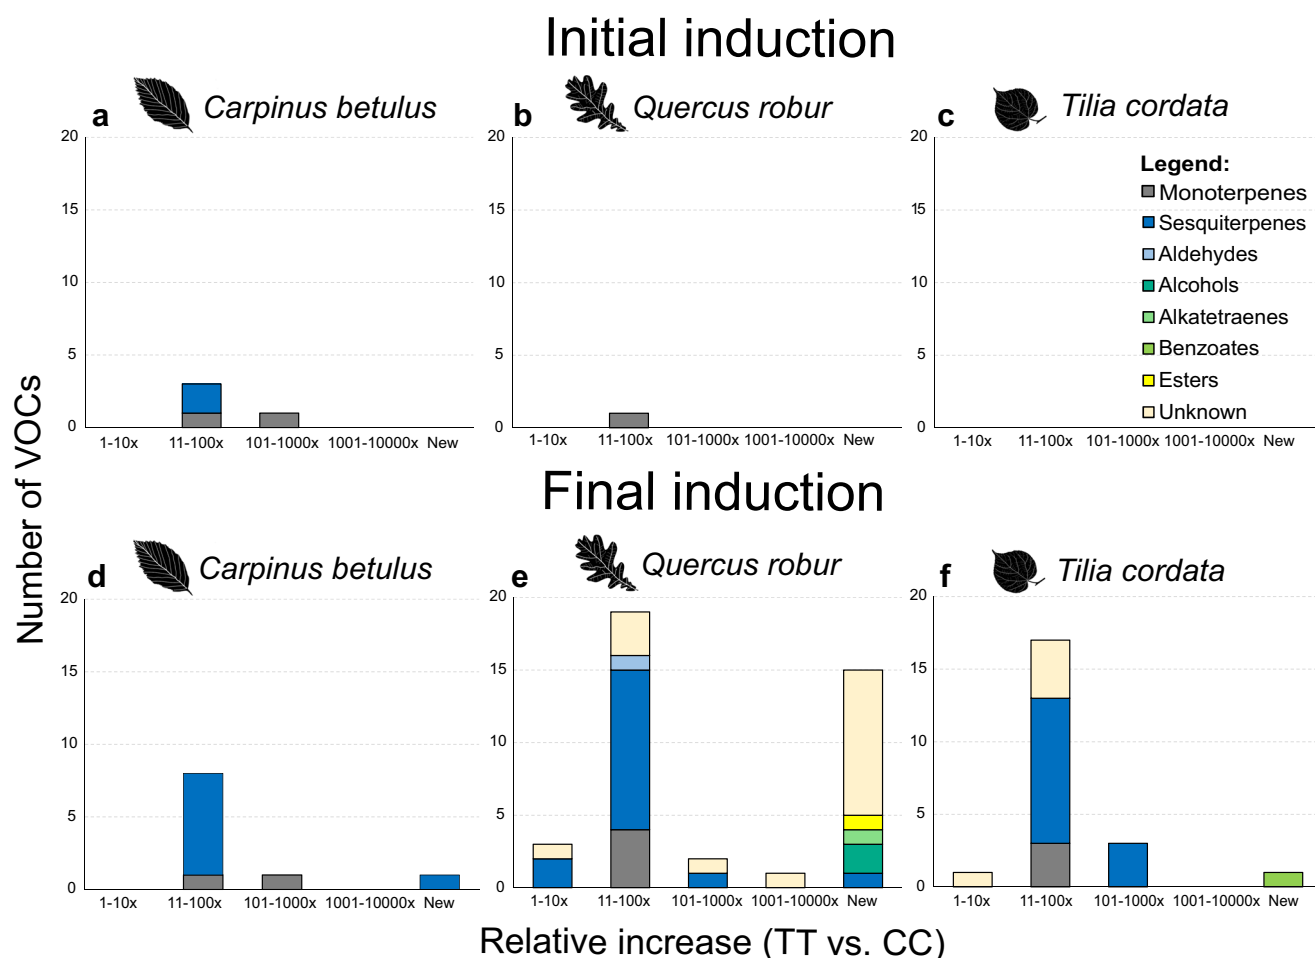 Initial induction
a Carpinus betulus
b Quercus robur
c Tilia cordata
20
15
10
5
0
1-10x 11-100x 101-1000x 1001-10000x New
20
15
10
5
0
1-10x 11-100x 101-1000x 1001-10000x New
20
15
10
5
0
1-10x 11-100x 101-1000x 1001-10000x New
Legend:
Monoterpenes
Sesquiterpenes
Aldehydes
Alcohols
Alkatetraenes
Benzoates
Esters
Unknown
Number of VOCs
Final induction
d Carpinus betulus
e Quercus robur
f Tilia cordata
20
15
10
5
0
1-10x 11-100x 101-1000x 1001-10000x New
20
15
10
5
0
1-10x 11-100x 101-1000x 1001-10000x New
20
15
10
5
0
1-10x 11-100x 101-1000x 1001-10000x New
Relative increase (TT vs. CC)